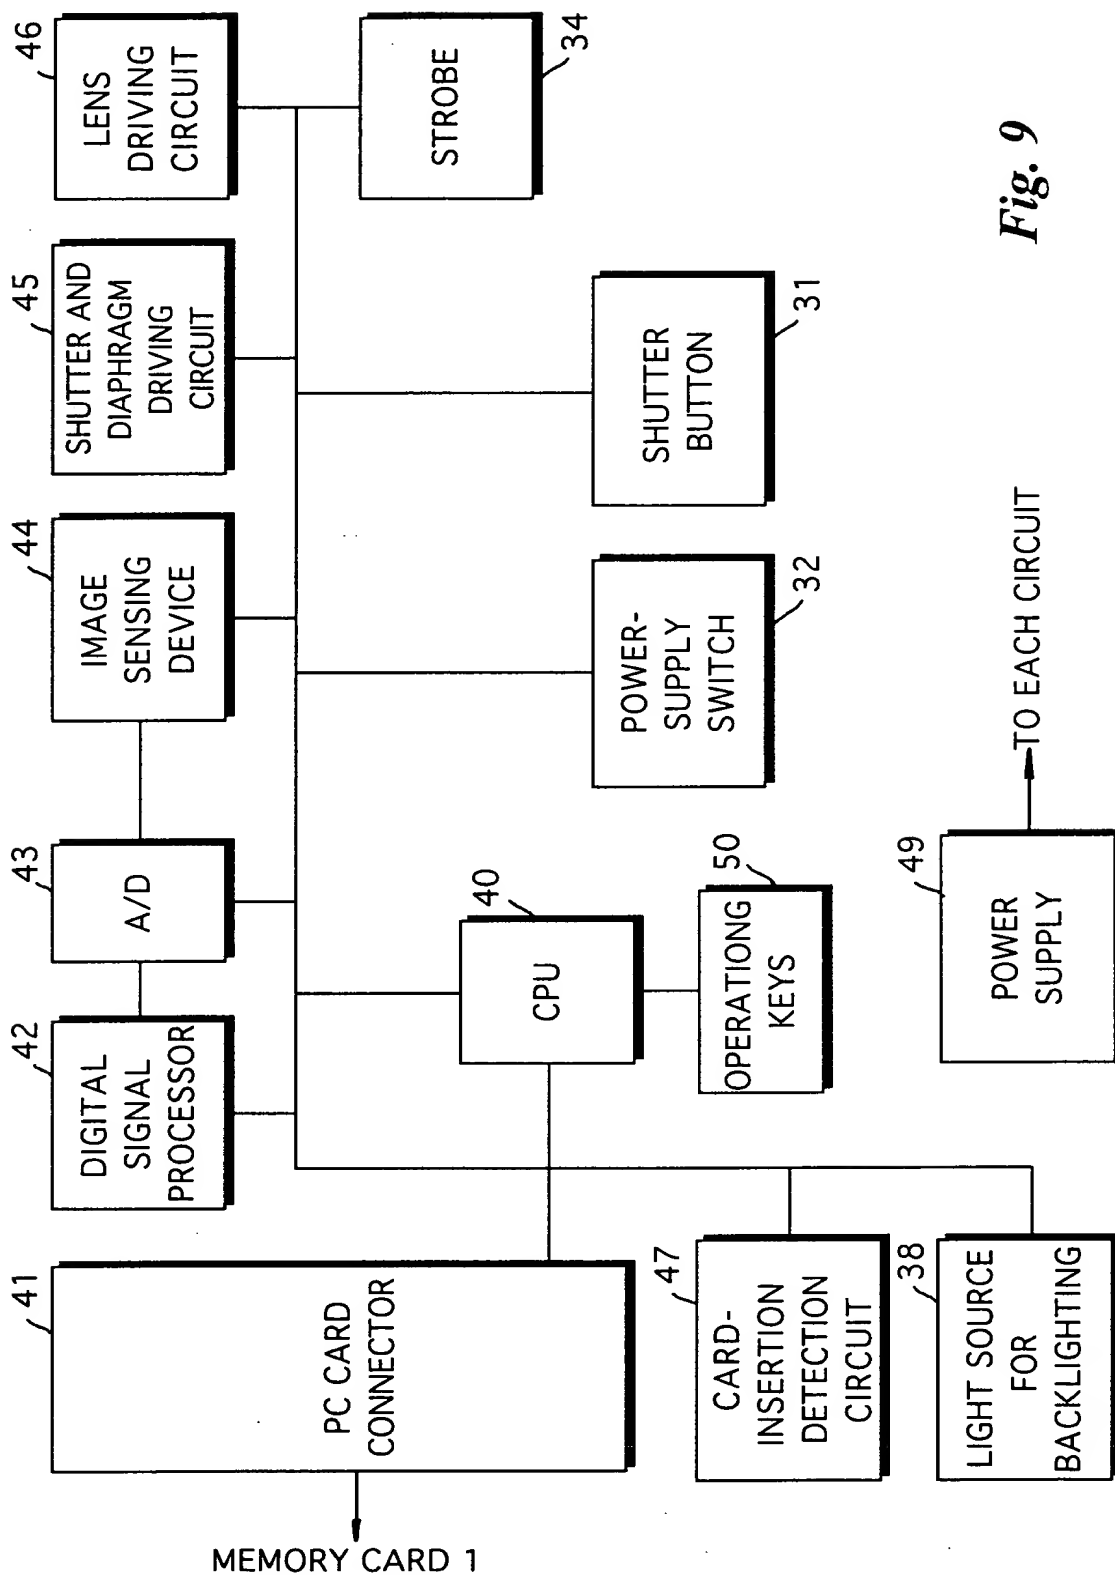 41
PC CARD
CONNECTOR
MEMORY CARD 1
42
DIGITAL
SIGNAL
PROCESSOR
43
A/D
44
IMAGE
SENSING
DEVICE
45
SHUTTER AND
DIAPHRAGM
DRIVING
CIRCUIT
46
LENS
DRIVING
CIRCUIT
STROBE
34
40
CPU
50
OPERATIONG
KEYS
POWER-
SUPPLY
SWITCH
32
SHUTTER
BUTTON
31
47
CARD-
INSERTION
DETECTION
CIRCUIT
38
LIGHT SOURCE
FOR
BACKLIGHTING
49
POWER
SUPPLY
TO EACH CIRCUIT
Fig. 9